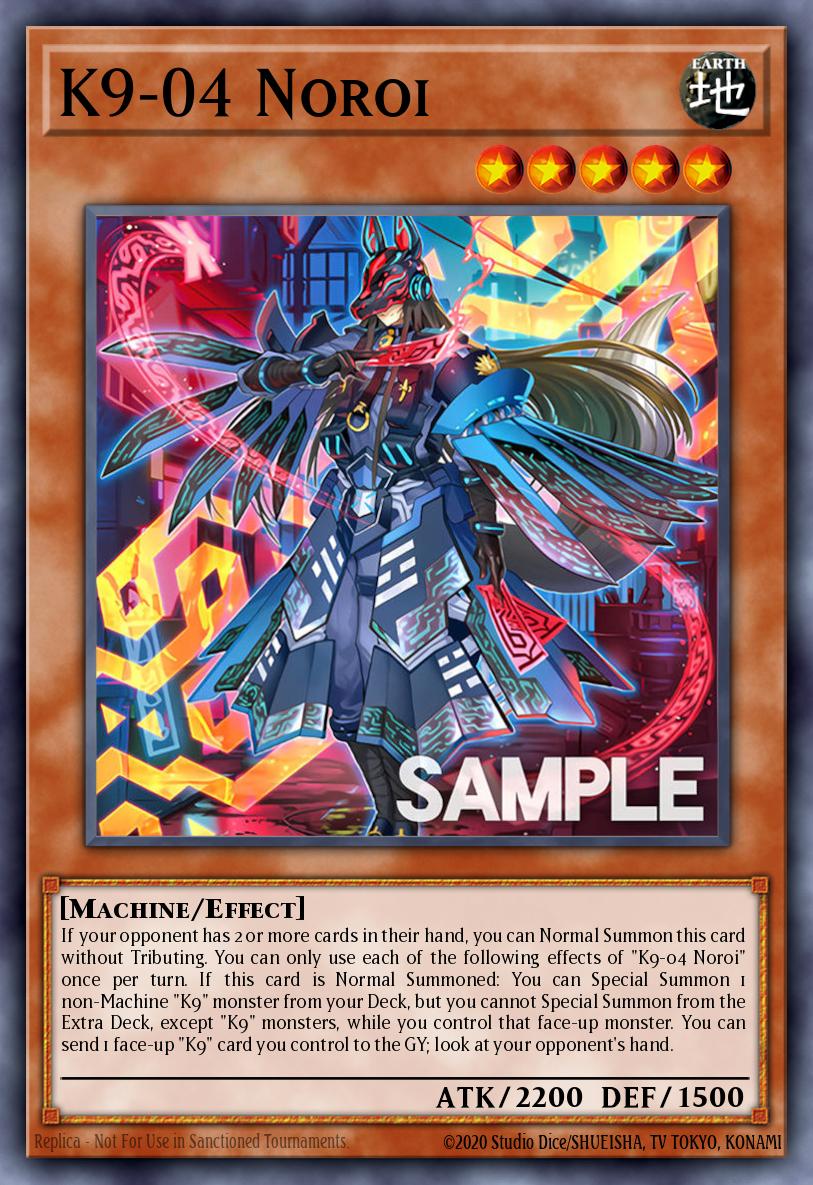 K9-04 Noroi
EARTH
地
SAMPLE
[Machine/Effect]
If your opponent has 2 or more cards in their hand, you can Normal Summon this card
without Tributing. You can only use each of the following effects of "K9-04 Noroi"
once per turn. If this card is Normal Summoned: You can Special Summon 1
non-Machine "K9" monster from your Deck, but you cannot Special Summon from the
Extra Deck, except "K9" monsters, while you control that face-up monster. You can
send 1 face-up "K9" card you control to the GY; look at your opponent's hand.
ATK/2200 DEF/1500
Replica - Not For Use in Sanctioned Tournaments.
©2020 Studio Dice/SHUEISHA, TV TOKYO, KONAMI